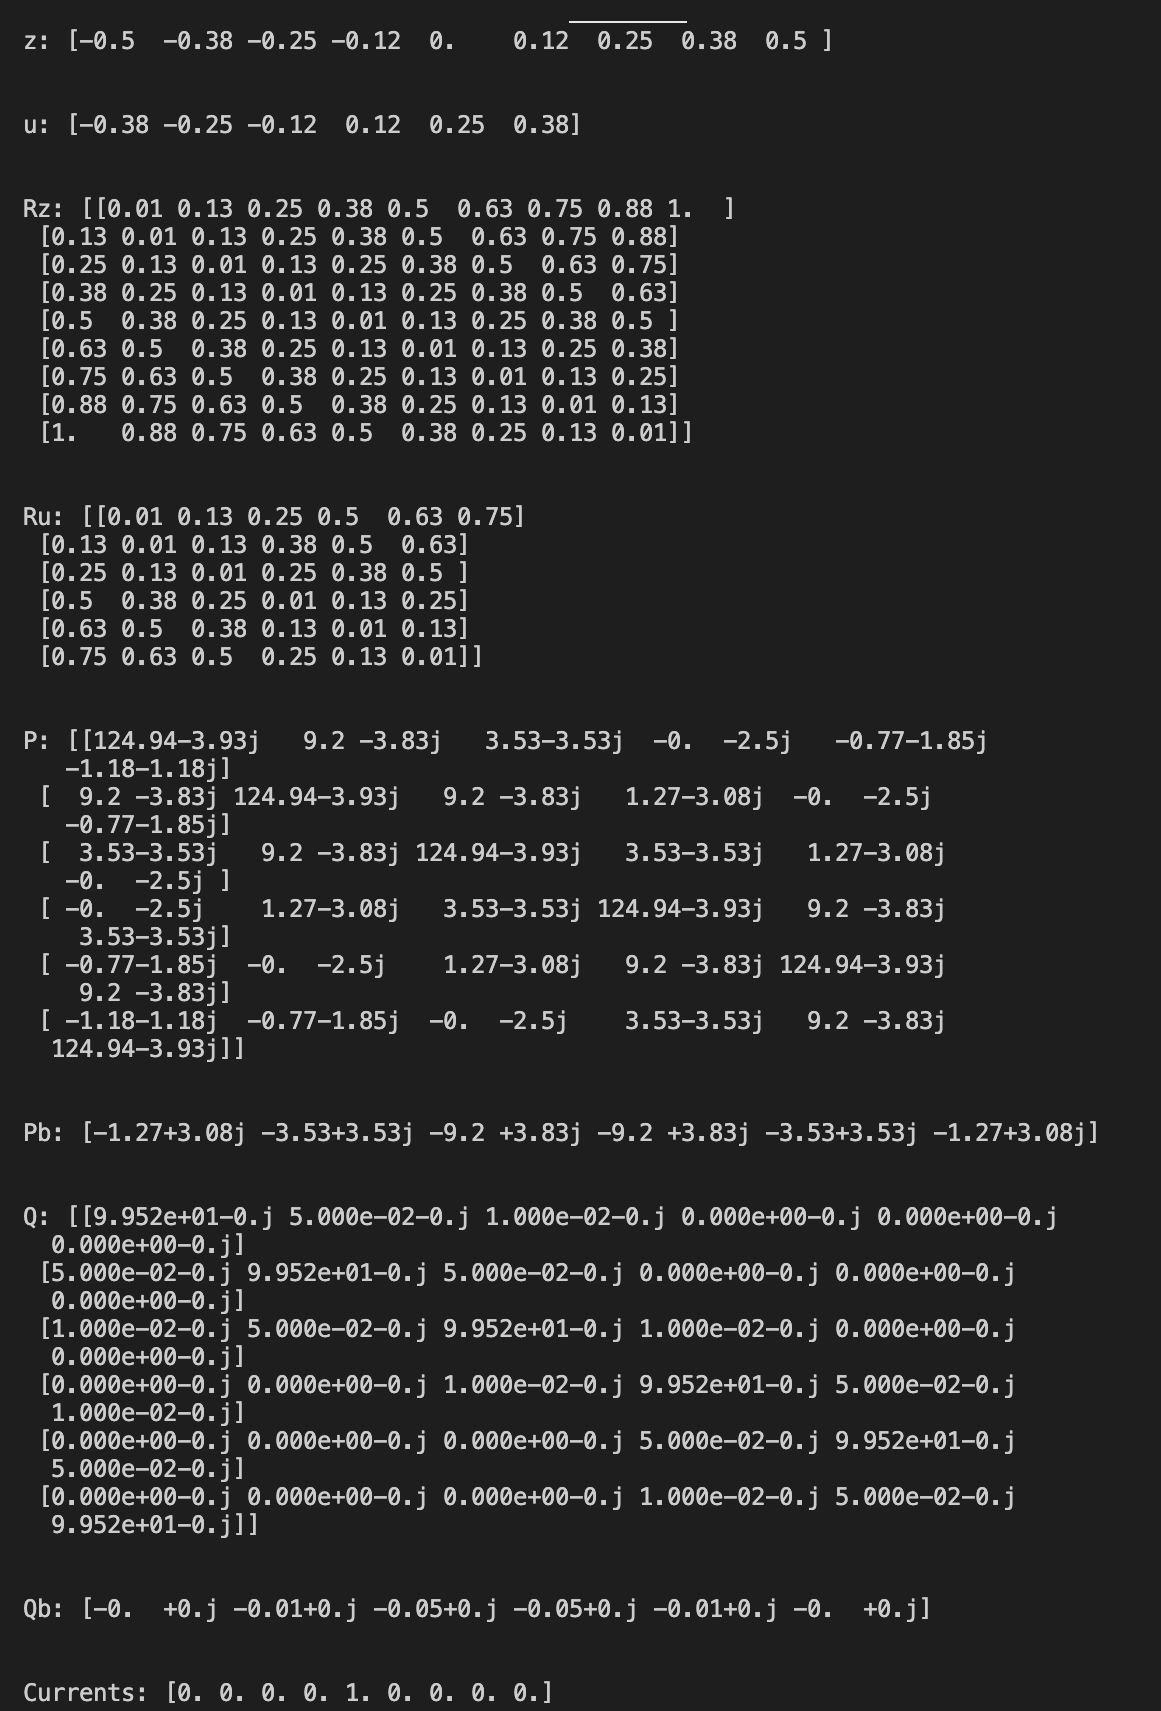 z: [-0.5  -0.38 -0.25 -0.12  0.    0.12  0.25  0.38  0.5 ]
u: [-0.38 -0.25 -0.12  0.12  0.25  0.38]
Rz: [[0.01 0.13 0.25 0.38 0.5  0.63 0.75 0.88 1.  ]
[0.13 0.01 0.13 0.25 0.38 0.5  0.63 0.75 0.88]
[0.25 0.13 0.01 0.13 0.25 0.38 0.5  0.63 0.75]
[0.38 0.25 0.13 0.01 0.13 0.25 0.38 0.5  0.63]
[0.5  0.38 0.25 0.13 0.01 0.13 0.25 0.38 0.5 ]
[0.63 0.5  0.38 0.25 0.13 0.01 0.13 0.25 0.38]
[0.75 0.63 0.5  0.38 0.25 0.13 0.01 0.13 0.25]
[0.88 0.75 0.63 0.5  0.38 0.25 0.13 0.01 0.13]
[1.   0.88 0.75 0.63 0.5  0.38 0.25 0.13 0.01]]
Ru: [[0.01 0.13 0.25 0.5  0.63 0.75]
[0.13 0.01 0.13 0.38 0.5  0.63]
[0.25 0.13 0.01 0.25 0.38 0.5 ]
[0.5  0.38 0.25 0.01 0.13 0.25]
[0.63 0.5  0.38 0.13 0.01 0.13]
[0.75 0.63 0.5  0.25 0.13 0.01]]
P: [[124.94-3.93j   9.2 -3.83j   3.53-3.53j  -0.  -2.5j   -0.77-1.85j
-1.18-1.18j]
[  9.2 -3.83j 124.94-3.93j   9.2 -3.83j   1.27-3.08j  -0.  -2.5j
-0.77-1.85j]
[  3.53-3.53j   9.2 -3.83j 124.94-3.93j   3.53-3.53j   1.27-3.08j
-0.  -2.5j ]
[ -0.  -2.5j    1.27-3.08j   3.53-3.53j 124.94-3.93j   9.2 -3.83j
3.53-3.53j]
[ -0.77-1.85j  -0.  -2.5j    1.27-3.08j   9.2 -3.83j 124.94-3.93j
9.2 -3.83j]
[ -1.18-1.18j  -0.77-1.85j  -0.  -2.5j    3.53-3.53j   9.2 -3.83j
124.94-3.93j]]
Pb: [-1.27+3.08j -3.53+3.53j -9.2 +3.83j -9.2 +3.83j -3.53+3.53j -1.27+3.08j]
Q: [[9.952e+01-0.j 5.000e-02-0.j 1.000e-02-0.j 0.000e+00-0.j 0.000e+00-0.j
0.000e+00-0.j]
[5.000e-02-0.j 9.952e+01-0.j 5.000e-02-0.j 0.000e+00-0.j 0.000e+00-0.j
0.000e+00-0.j]
[1.000e-02-0.j 5.000e-02-0.j 9.952e+01-0.j 1.000e-02-0.j 0.000e+00-0.j
0.000e+00-0.j]
[0.000e+00-0.j 0.000e+00-0.j 1.000e-02-0.j 9.952e+01-0.j 5.000e-02-0.j
1.000e-02-0.j]
[0.000e+00-0.j 0.000e+00-0.j 0.000e+00-0.j 5.000e-02-0.j 9.952e+01-0.j
5.000e-02-0.j]
[0.000e+00-0.j 0.000e+00-0.j 0.000e+00-0.j 1.000e-02-0.j 5.000e-02-0.j
9.952e+01-0.j]]
Qb: [-0.  +0.j -0.01+0.j -0.05+0.j -0.05+0.j -0.01+0.j -0.  +0.j]
Currents: [0. 0. 0. 0. 1. 0. 0. 0. 0.]